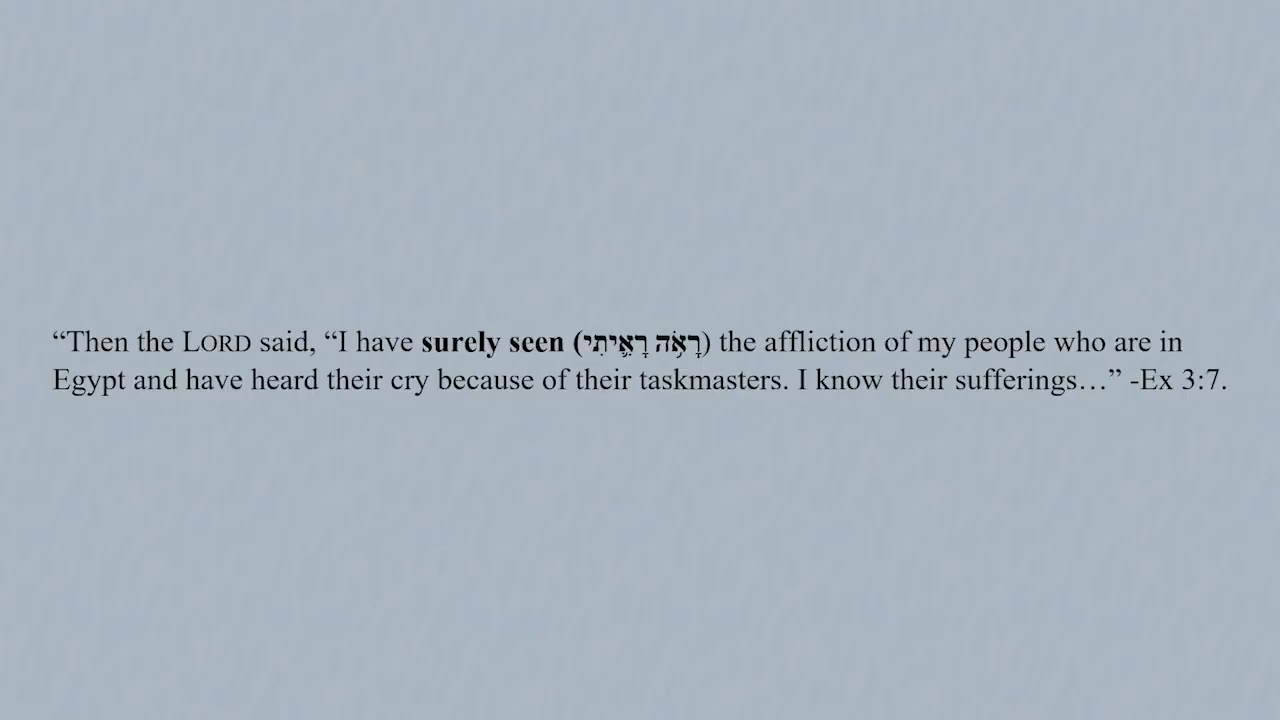 “Then the LORD said, “I have surely seen (רָאֹ֥ה רָאִ֛יתִי) the affliction of my people who are in
Egypt and have heard their cry because of their taskmasters. I know their sufferings…” -Ex 3:7.